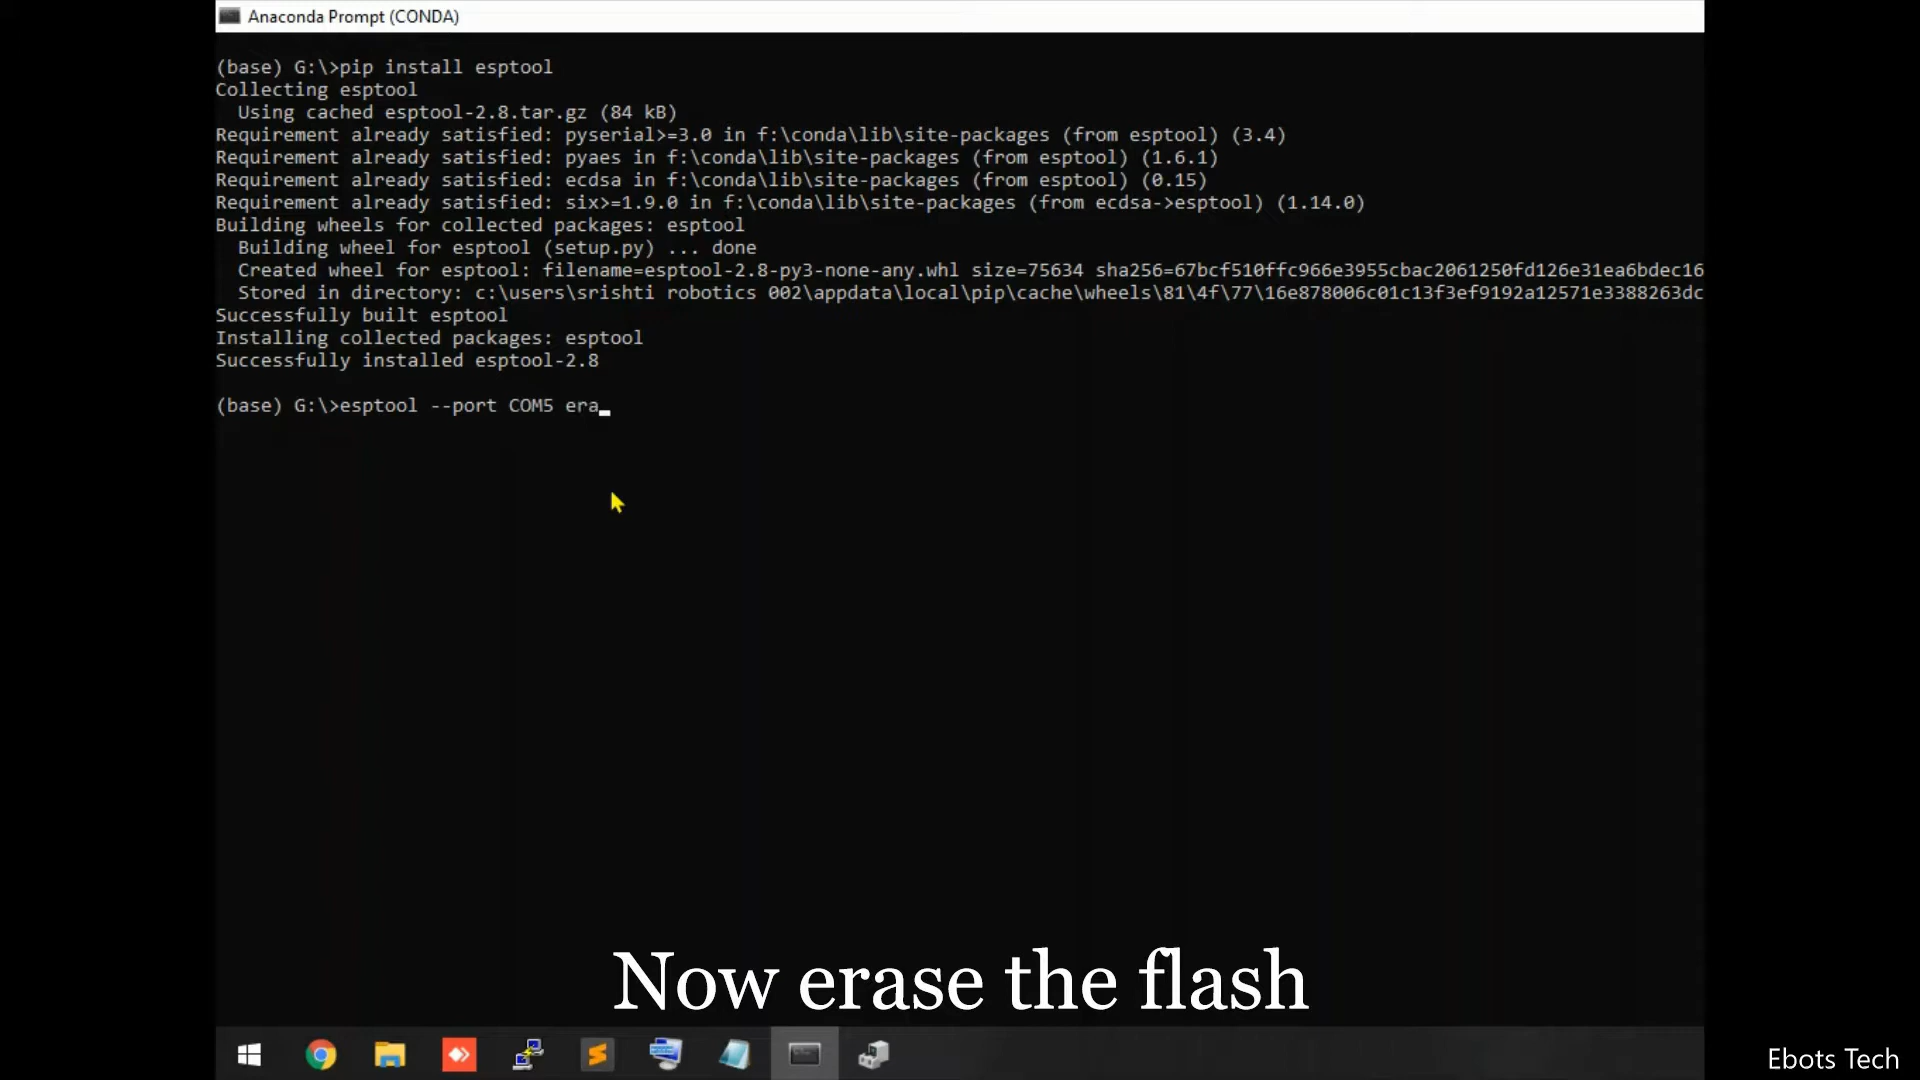 Anaconda Prompt (CONDA)
(base) G:\>pip install esptool
Collecting esptool
  Using cached esptool-2.8.tar.gz (84 kB)
Requirement already satisfied: pyserial>=3.0 in f:\conda\lib\site-packages (from esptool) (3.4)
Requirement already satisfied: pyaes in f:\conda\lib\site-packages (from esptool) (1.6.1)
Requirement already satisfied: ecdsa in f:\conda\lib\site-packages (from esptool) (0.15)
Requirement already satisfied: six>=1.9.0 in f:\conda\lib\site-packages (from ecdsa->esptool) (1.14.0)
Building wheels for collected packages: esptool
  Building wheel for esptool (setup.py) ... done
  Created wheel for esptool: filename=esptool-2.8-py3-none-any.whl size=75634 sha256=67bcf510ffc966e3955cbac2061250fd126e31ea6bdec16
  Stored in directory: c:\users\srishti robotics 002\appdata\local\pip\cache\wheels\81\4f\77\16e878006c01c13f3ef9192a12571e3388263dc
Successfully built esptool
Installing collected packages: esptool
Successfully installed esptool-2.8
(base) G:\>esptool --port COM5 era
Now erase the flash
Ebots Tech